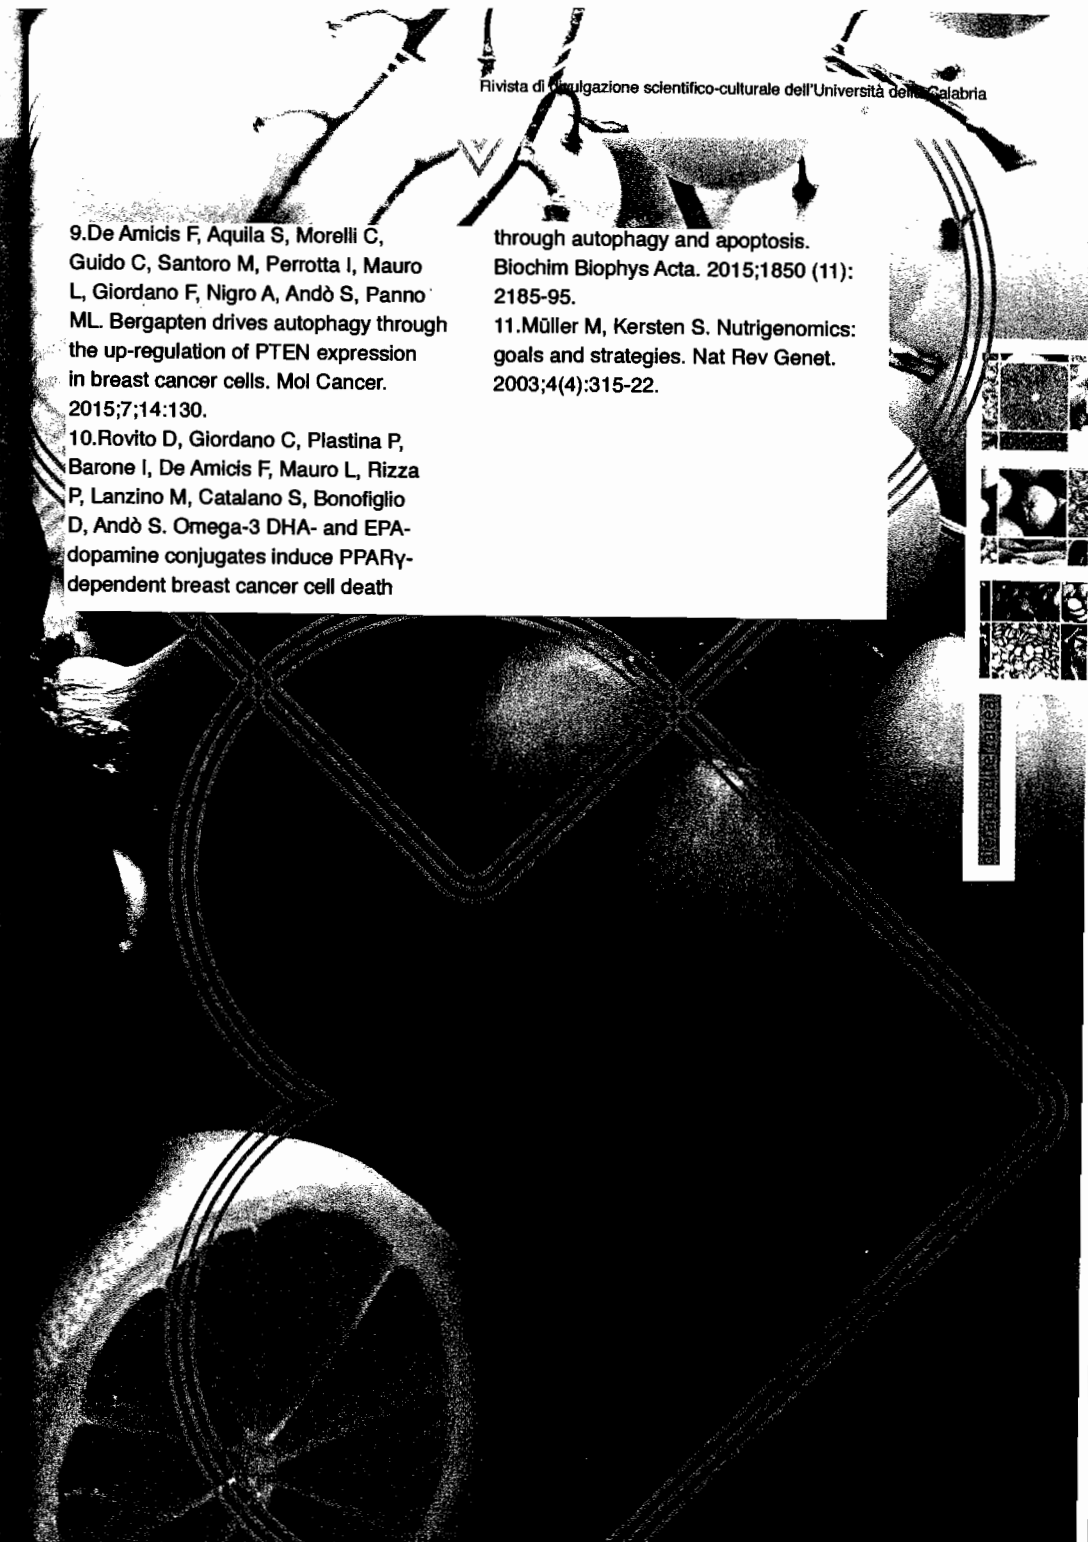 Rivista di divulgazione scientifico-culturale dell'Università della Calabria
9.De Amicis F, Aquila S, Morelli C,
Guido C, Santoro M, Perrotta I, Mauro
L, Giordano F, Nigro A, Andò S, Panno
ML. Bergapten drives autophagy through
the up-regulation of PTEN expression
in breast cancer cells. Mol Cancer.
2015;7;14:130.
10.Rovito D, Giordano C, Plastina P,
Barone I, De Amicis F, Mauro L, Rizza
P, Lanzino M, Catalano S, Bonofiglio
D, Andò S. Omega-3 DHA- and EPA-
dopamine conjugates induce PPARγ-
dependent breast cancer cell death
through autophagy and apoptosis.
Biochim Biophys Acta. 2015;1850 (11):
2185-95.
11.Müller M, Kersten S. Nutrigenomics:
goals and strategies. Nat Rev Genet.
2003;4(4):315-22.